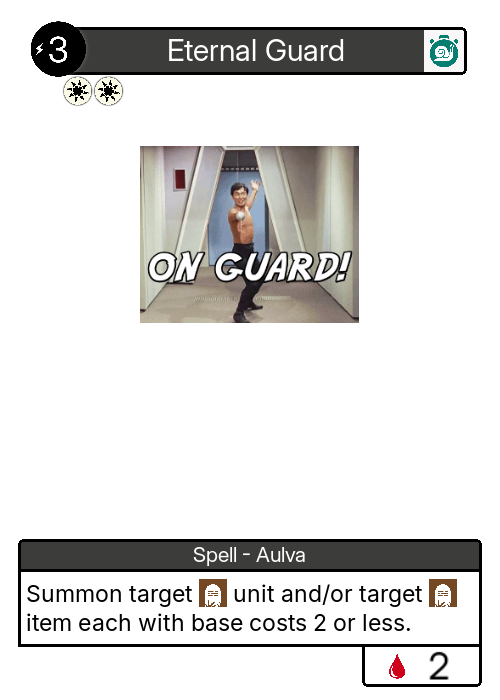 3 Eternal Guard
ON GUARD!
Spell - Aulva
Summon target unit and/or target
item each with base costs 2 or less.
2